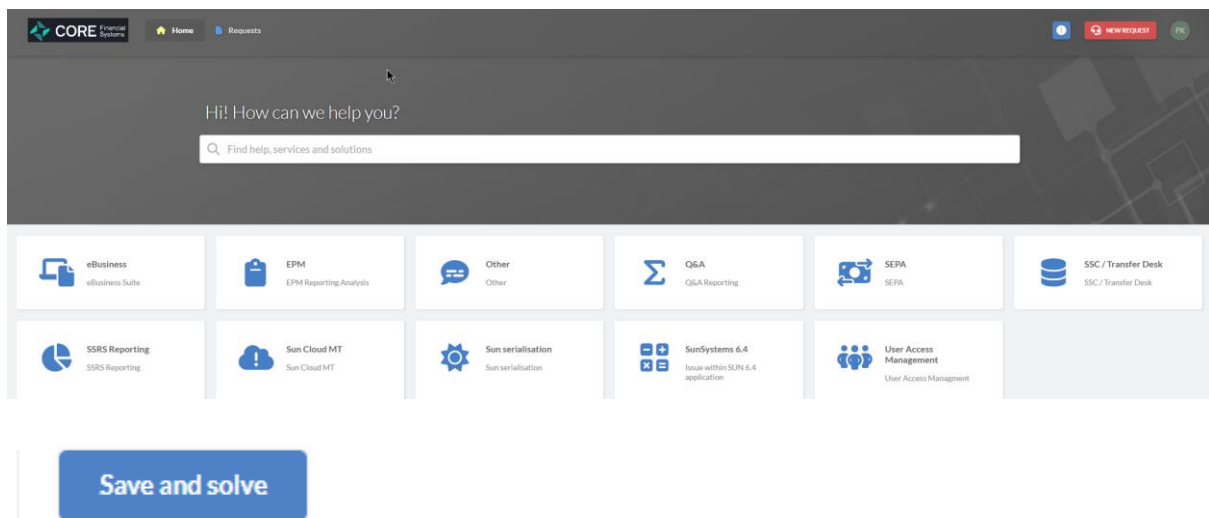 CORE Financial Systems
Home
Requests
NEW REQUEST
PK
Hi! How can we help you?
Find help, services and solutions
eBusiness
eBusiness Suite
EPM
EPM Reporting Analysis
Other
Other
Q&A
Q&A Reporting
SEPA
SEPA
SSC / Transfer Desk
SSC / Transfer Desk
SSRS Reporting
SSRS Reporting
Sun Cloud MT
Sun Cloud MT
Sun serialisation
Sun serialisation
SunSystems 6.4
Issue within SUN 6.4
application
User Access
Management
User Access Managment
Save and solve